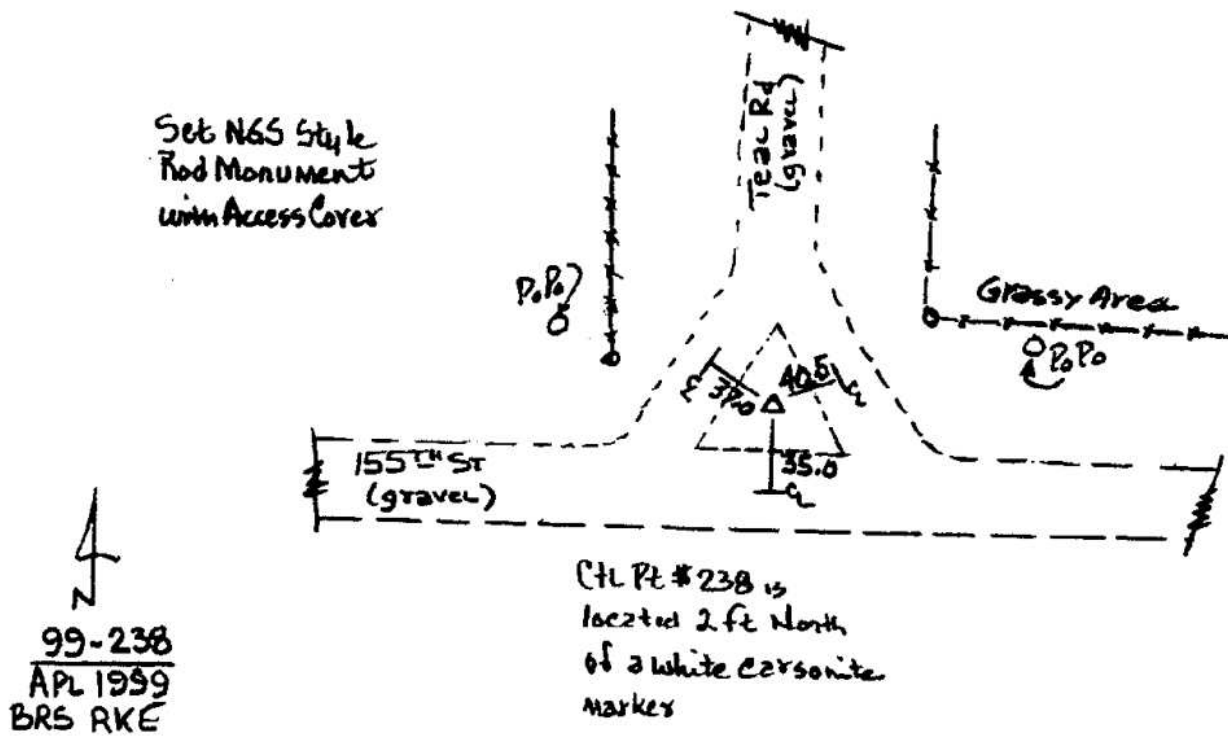 Set NGS Style
Rod Monument
with Access Cover
Teal Rd
(gravel)
P.P.
Grassy Area
P.P.
37.0
40.5
CL
155TH ST
(gravel)
35.0
CL
N
99-238
APL 1999
BRS RKE
Ctl Pt #238 is
located 2 ft North
of a white carsonite
marker